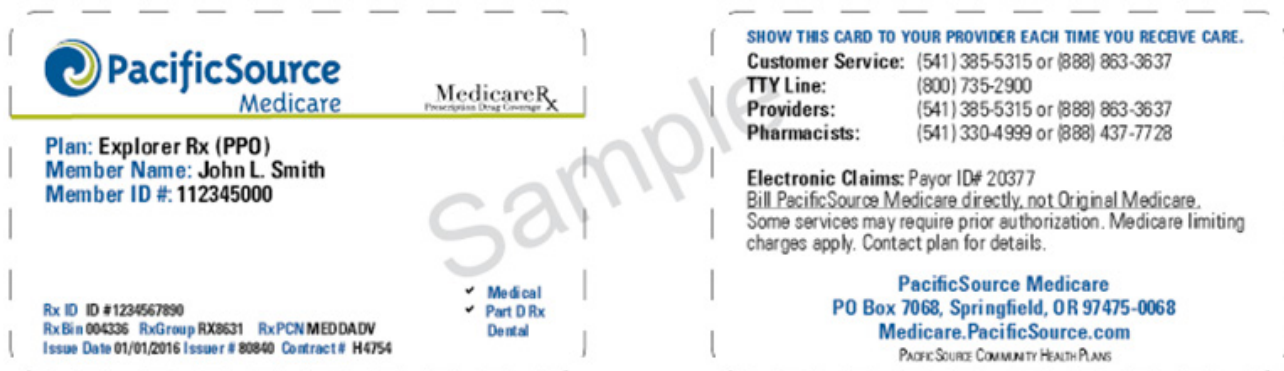 PacificSource
Medicare
MedicareRx
Prescription Drug Coverage
Plan: Explorer Rx (PPO)
Member Name: John L. Smith
Member ID #: 112345000
Medical
Part D Rx
Dental
Rx ID ID #1234567890
RxBin 004336 RxGroup RX8631 RxPCN MEDDADV
Issue Date 01/01/2016 Issuer # 80840 Contract # H4754
Sample
SHOW THIS CARD TO YOUR PROVIDER EACH TIME YOU RECEIVE CARE.
Customer Service: (541) 385-5315 or (888) 863-3637
TTY Line: (800) 735-2900
Providers: (541) 385-5315 or (888) 863-3637
Pharmacists: (541) 330-4999 or (888) 437-7728
Electronic Claims: Payor ID# 20377
Bill PacificSource Medicare directly, not Original Medicare.
Some services may require prior authorization. Medicare limiting
charges apply. Contact plan for details.
PacificSource Medicare
PO Box 7068, Springfield, OR 97475-0068
Medicare.PacificSource.com
PACIFICSOURCE COMMUNITY HEALTH PLANS